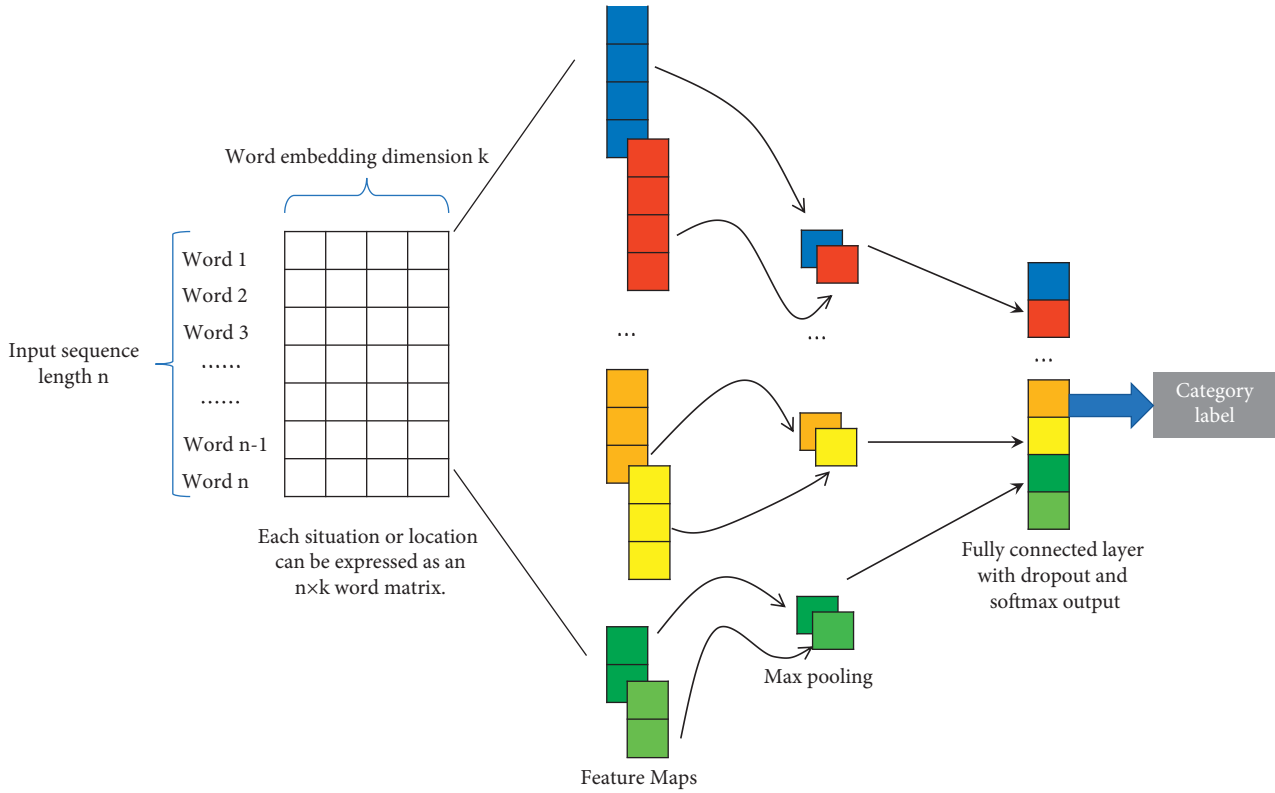 Word embedding dimension k
Input sequence
length n
Word 1
Word 2
Word 3
......
......
Word n-1
Word n
Each situation or location
can be expressed as an
n×k word matrix.
...
Feature Maps
...
Max pooling
...
Fully connected layer
with dropout and
softmax output
Category
label